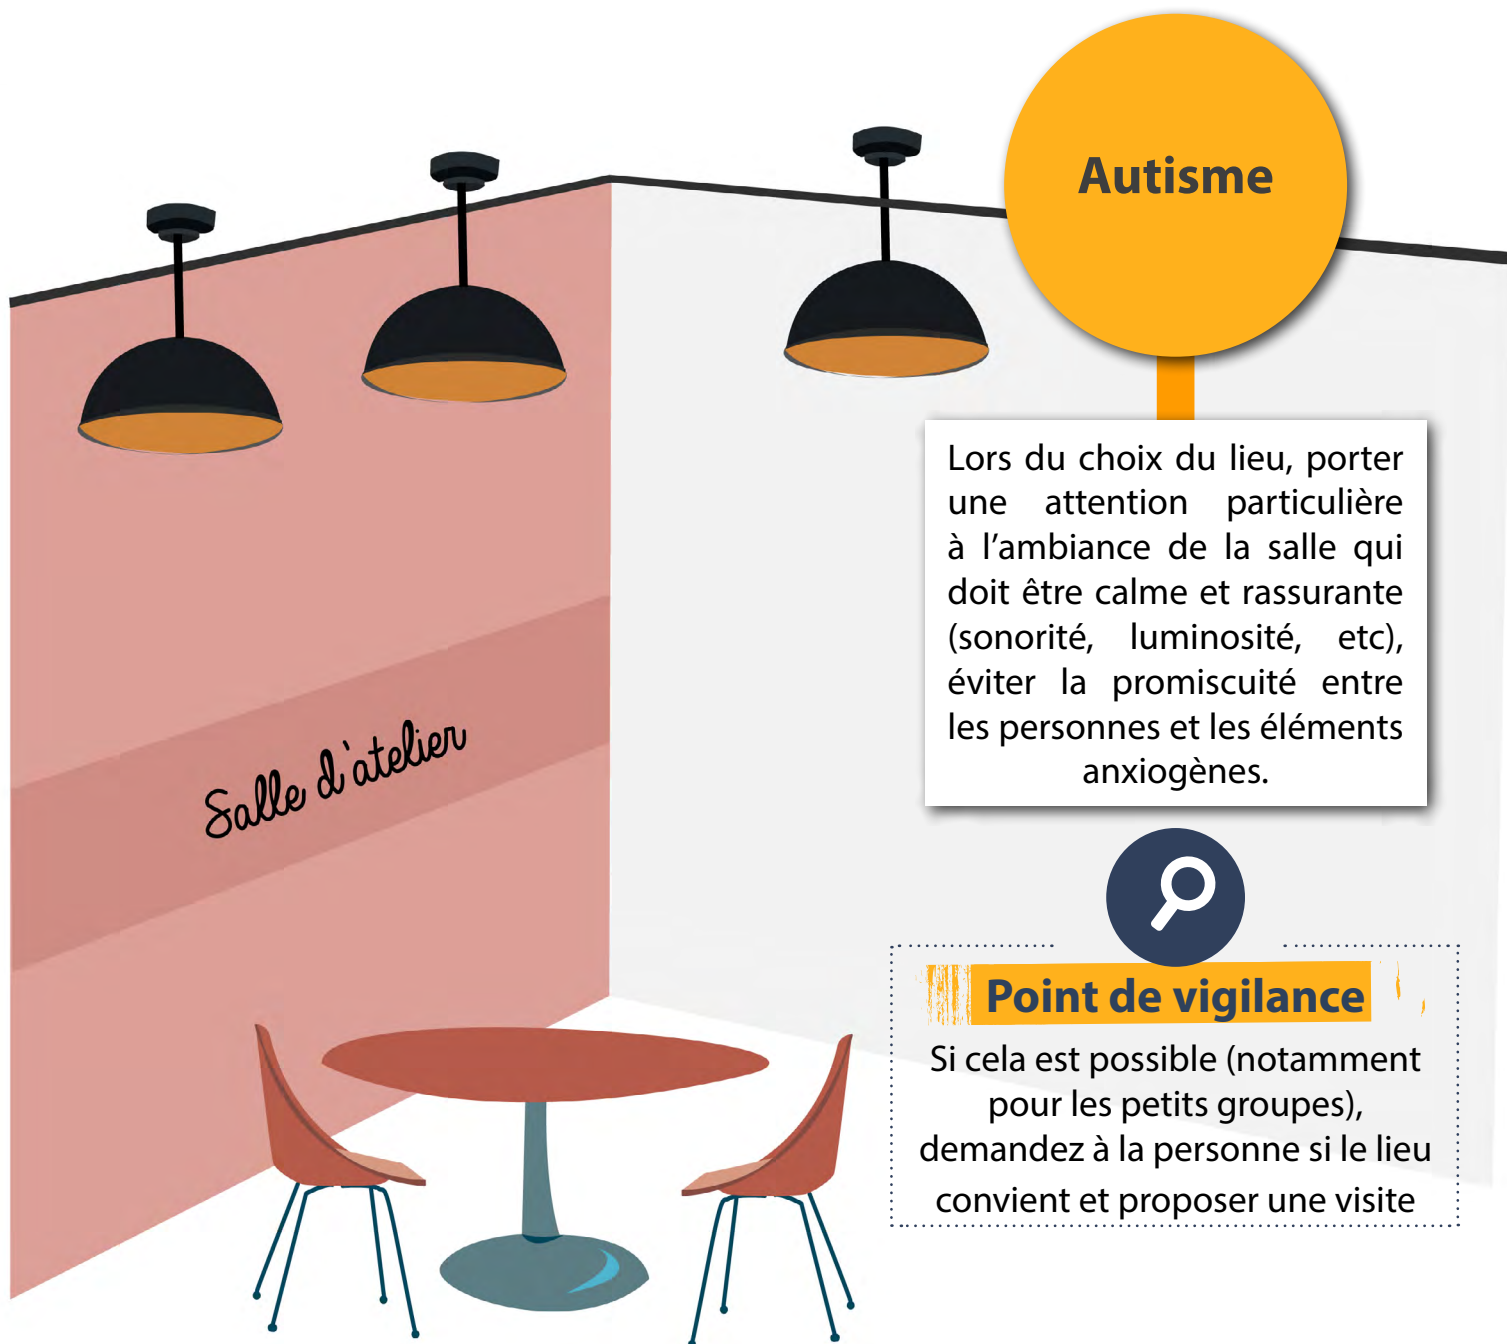 Autisme
Lors du choix du lieu, porter
une attention particulière
à l’ambiance de la salle qui
doit être calme et rassurante
(sonorité, luminosité, etc),
éviter la promiscuité entre
les personnes et les éléments
anxiogènes.
Salle d'atelier
Point de vigilance
Si cela est possible (notamment
pour les petits groupes),
demandez à la personne si le lieu
convient et proposer une visite